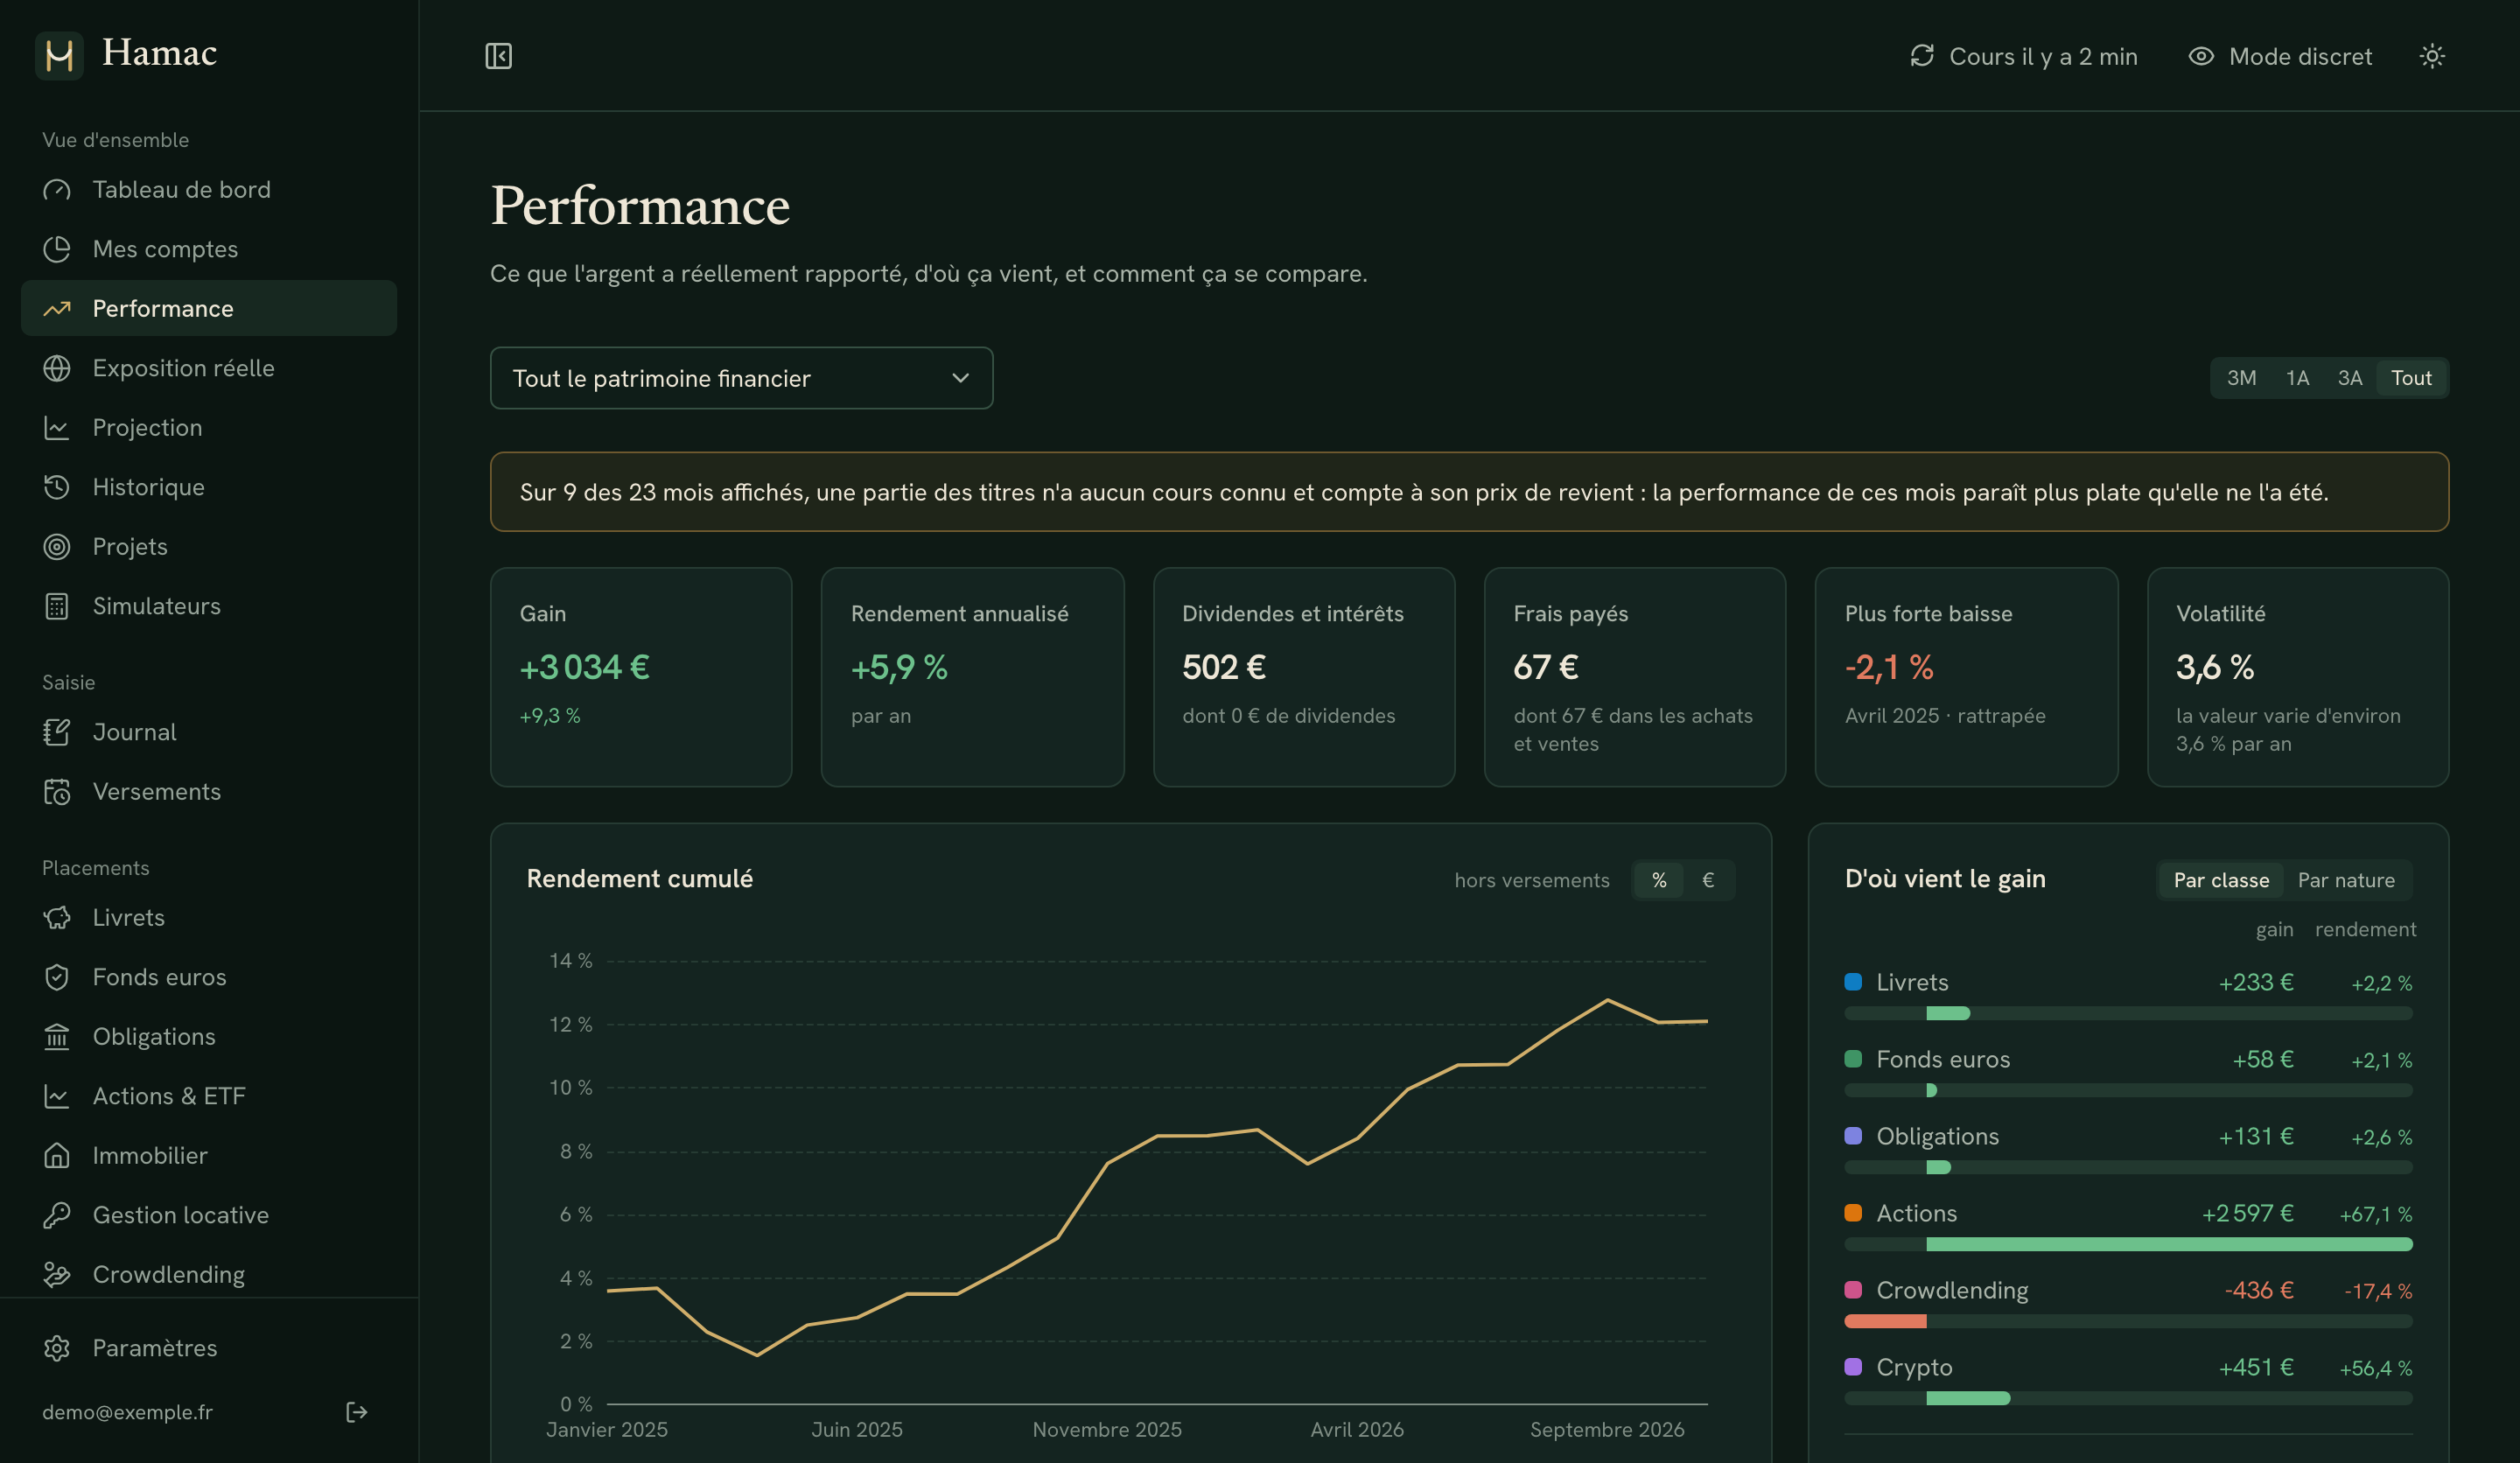 Hamac
Vue d'ensemble
Tableau de bord
Mes comptes
Performance
Exposition réelle
Projection
Historique
Projets
Simulateurs
Saisie
Journal
Versements
Placements
Livrets
Fonds euros
Obligations
Actions & ETF
Immobilier
Gestion locative
Crowdlending
Paramètres
demo@exemple.fr
Cours il y a 2 min
Mode discret
Performance
Ce que l'argent a réellement rapporté, d'où ça vient, et comment ça se compare.
Tout le patrimoine financier
3M 1A 3A Tout
Sur 9 des 23 mois affichés, une partie des titres n'a aucun cours connu et compte à son prix de revient : la performance de ces mois paraît plus plate qu'elle ne l'a été.
Gain
+3 034 €
+9,3 %
Rendement annualisé
+5,9 %
par an
Dividendes et intérêts
502 €
dont 0 € de dividendes
Frais payés
67 €
dont 67 € dans les achats
et ventes
Plus forte baisse
-2,1 %
Avril 2025 · rattrapée
Volatilité
3,6 %
la valeur varie d'environ
3,6 % par an
Rendement cumulé
hors versements % €
14 %
12 %
10 %
8 %
6 %
4 %
2 %
0 %
Janvier 2025 Juin 2025 Novembre 2025 Avril 2026 Septembre 2026
D'où vient le gain
Par classe Par nature
gain rendement
Livrets +233 € +2,2 %
Fonds euros +58 € +2,1 %
Obligations +131 € +2,6 %
Actions +2 597 € +67,1 %
Crowdlending -436 € -17,4 %
Crypto +451 € +56,4 %